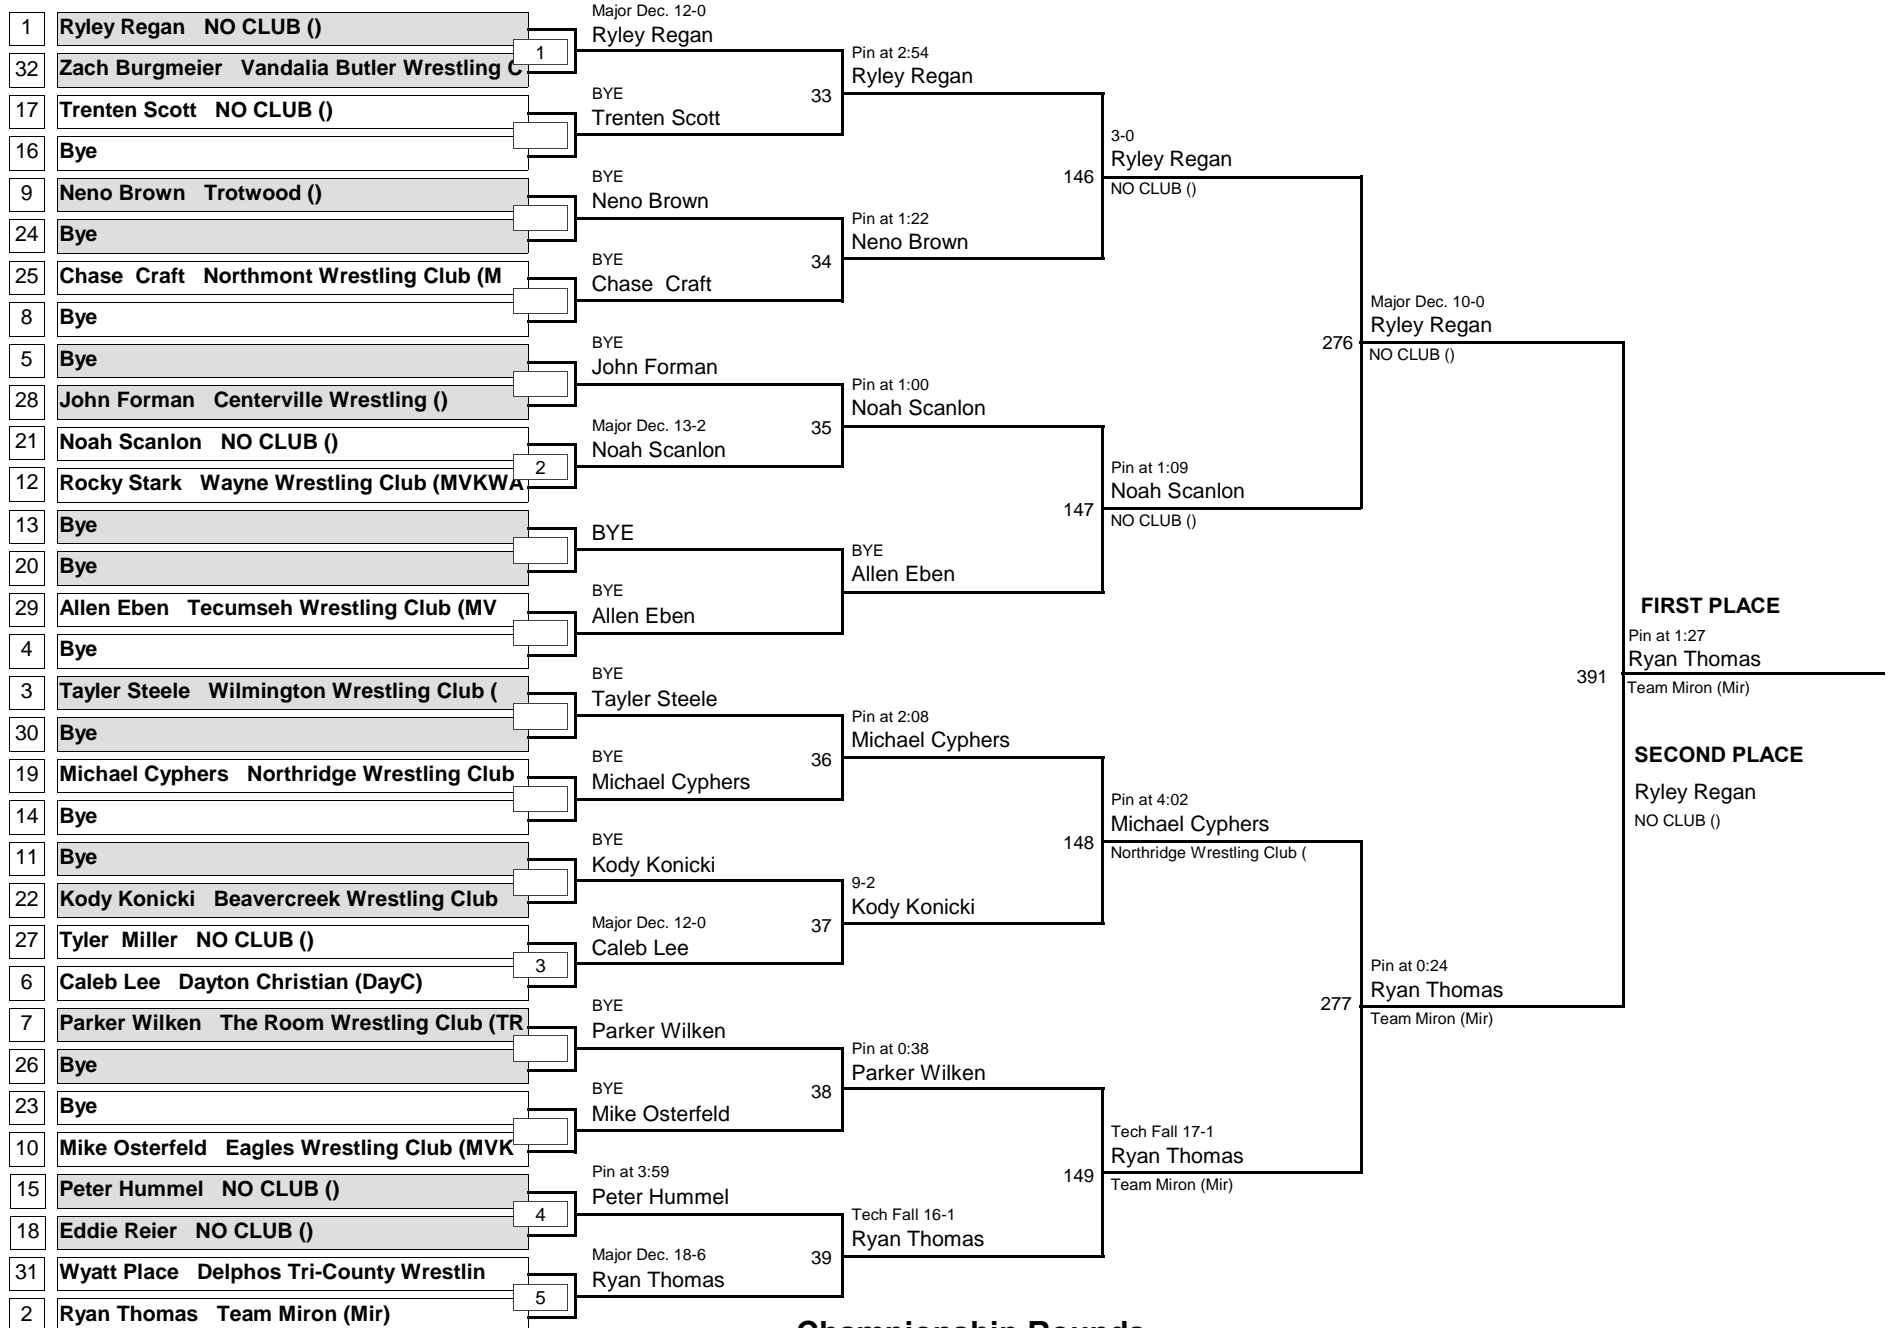 1 Ryley Regan NO CLUB ()
32 Zach Burgmeier Vandalia Butler Wrestling C
1
17 Trenten Scott NO CLUB ()
16 Bye
9 Neno Brown Trotwood ()
24 Bye
25 Chase Craft Northmont Wrestling Club (M
8 Bye
5 Bye
28 John Forman Centerville Wrestling ()
21 Noah Scanlon NO CLUB ()
12 Rocky Stark Wayne Wrestling Club (MVKWA
2
13 Bye
20 Bye
29 Allen Eben Tecumseh Wrestling Club (MV
4 Bye
3 Tayler Steele Wilmington Wrestling Club (
30 Bye
19 Michael Cyphers Northridge Wrestling Club
14 Bye
11 Bye
22 Kody Konicki Beavercreek Wrestling Club
27 Tyler Miller NO CLUB ()
6 Caleb Lee Dayton Christian (DayC)
3
7 Parker Wilken The Room Wrestling Club (TR
26 Bye
23 Bye
10 Mike Osterfeld Eagles Wrestling Club (MVK
15 Peter Hummel NO CLUB ()
18 Eddie Reier NO CLUB ()
4
31 Wyatt Place Delphos Tri-County Wrestlin
2 Ryan Thomas Team Miron (Mir)
5
Major Dec. 12-0
Ryley Regan
BYE
Trenten Scott
33
BYE
Neno Brown
BYE
Chase Craft
34
BYE
John Forman
Major Dec. 13-2
Noah Scanlon
35
BYE
BYE
Allen Eben
BYE
Tayler Steele
BYE
Michael Cyphers
36
BYE
Kody Konicki
Major Dec. 12-0
Caleb Lee
37
BYE
Parker Wilken
BYE
Mike Osterfeld
38
Pin at 3:59
Peter Hummel
Major Dec. 18-6
Ryan Thomas
39
Pin at 2:54
Ryley Regan
Pin at 1:22
Neno Brown
146
Pin at 1:00
Noah Scanlon
BYE
Allen Eben
147
Pin at 2:08
Michael Cyphers
9-2
Kody Konicki
148
Pin at 0:38
Parker Wilken
Tech Fall 16-1
Ryan Thomas
149
3-0
Ryley Regan
NO CLUB ()
Pin at 1:09
Noah Scanlon
NO CLUB ()
276
Pin at 4:02
Michael Cyphers
Northridge Wrestling Club (
Tech Fall 17-1
Ryan Thomas
Team Miron (Mir)
277
Major Dec. 10-0
Ryley Regan
NO CLUB ()
Pin at 0:24
Ryan Thomas
Team Miron (Mir)
391
FIRST PLACE
Pin at 1:27
Ryan Thomas
Team Miron (Mir)
SECOND PLACE
Ryley Regan
NO CLUB ()
Championship Rounds